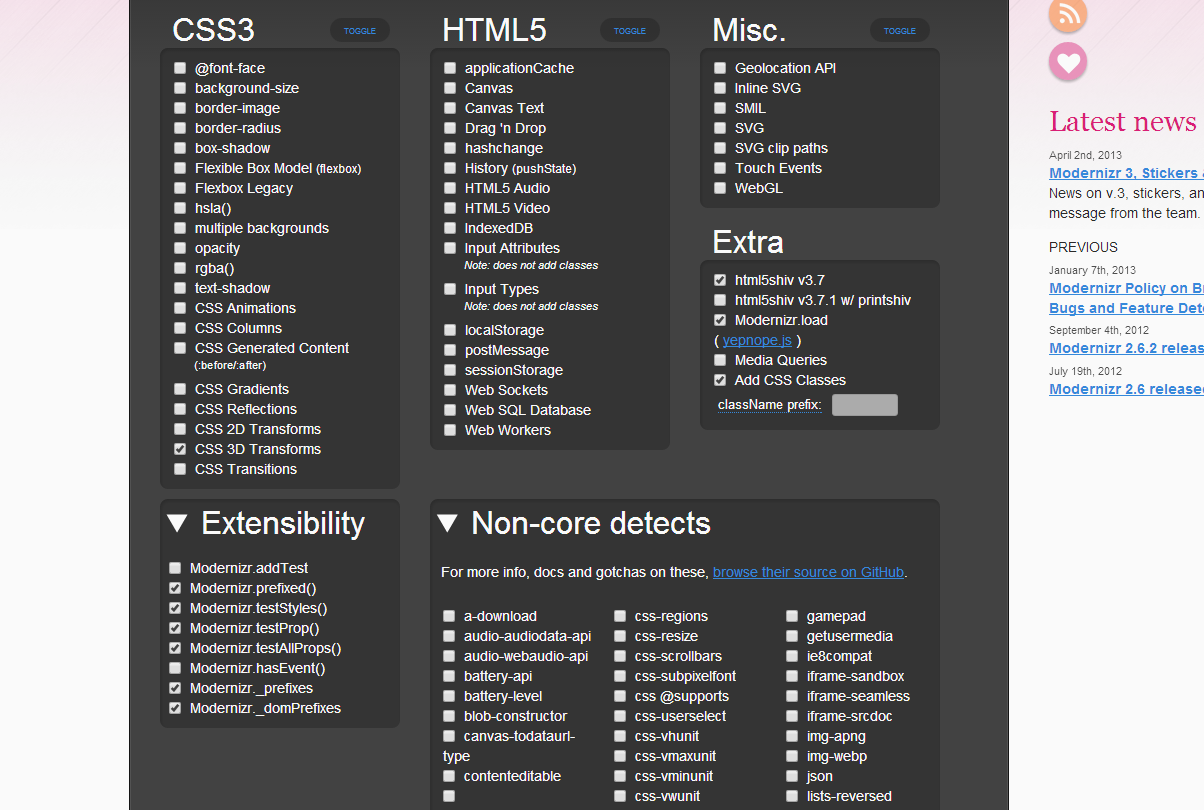 CSS3
TOGGLE
@font-face
background-size
border-image
border-radius
box-shadow
Flexible Box Model (flexbox)
Flexbox Legacy
hsla()
multiple backgrounds
opacity
rgba()
text-shadow
CSS Animations
CSS Columns
CSS Generated Content
(:before/:after)
CSS Gradients
CSS Reflections
CSS 2D Transforms
CSS 3D Transforms
CSS Transitions
HTML5
TOGGLE
applicationCache
Canvas
Canvas Text
Drag 'n Drop
hashchange
History (pushState)
HTML5 Audio
HTML5 Video
IndexedDB
Input Attributes
Note: does not add classes
Input Types
Note: does not add classes
localStorage
postMessage
sessionStorage
Web Sockets
Web SQL Database
Web Workers
Misc.
TOGGLE
Geolocation API
Inline SVG
SMIL
SVG
SVG clip paths
Touch Events
WebGL
Extra
html5shiv v3.7
html5shiv v3.7.1 w/ printshiv
Modernizr.load
( yepnope.js )
Media Queries
Add CSS Classes
className prefix:
Extensibility
Modernizr.addTest
Modernizr.prefixed()
Modernizr.testStyles()
Modernizr.testProp()
Modernizr.testAllProps()
Modernizr.hasEvent()
Modernizr._prefixes
Modernizr._domPrefixes
Non-core detects
For more info, docs and gotchas on these, browse their source on GitHub.
a-download
audio-audiodata-api
audio-webaudio-api
battery-api
battery-level
blob-constructor
canvas-todataurl-
type
contenteditable
css-regions
css-resize
css-scrollbars
css-subpixelfont
css @supports
css-userselect
css-vhunit
css-vmaxunit
css-vminunit
css-vwunit
gamepad
getusermedia
ie8compat
iframe-sandbox
iframe-seamless
iframe-srcdoc
img-apng
img-webp
json
lists-reversed
Latest news
April 2nd, 2013
Modernizr 3, Stickers
News on v.3, stickers, an
message from the team.
PREVIOUS
January 7th, 2013
Modernizr Policy on B
Bugs and Feature Det
September 4th, 2012
Modernizr 2.6.2 releas
July 19th, 2012
Modernizr 2.6 released